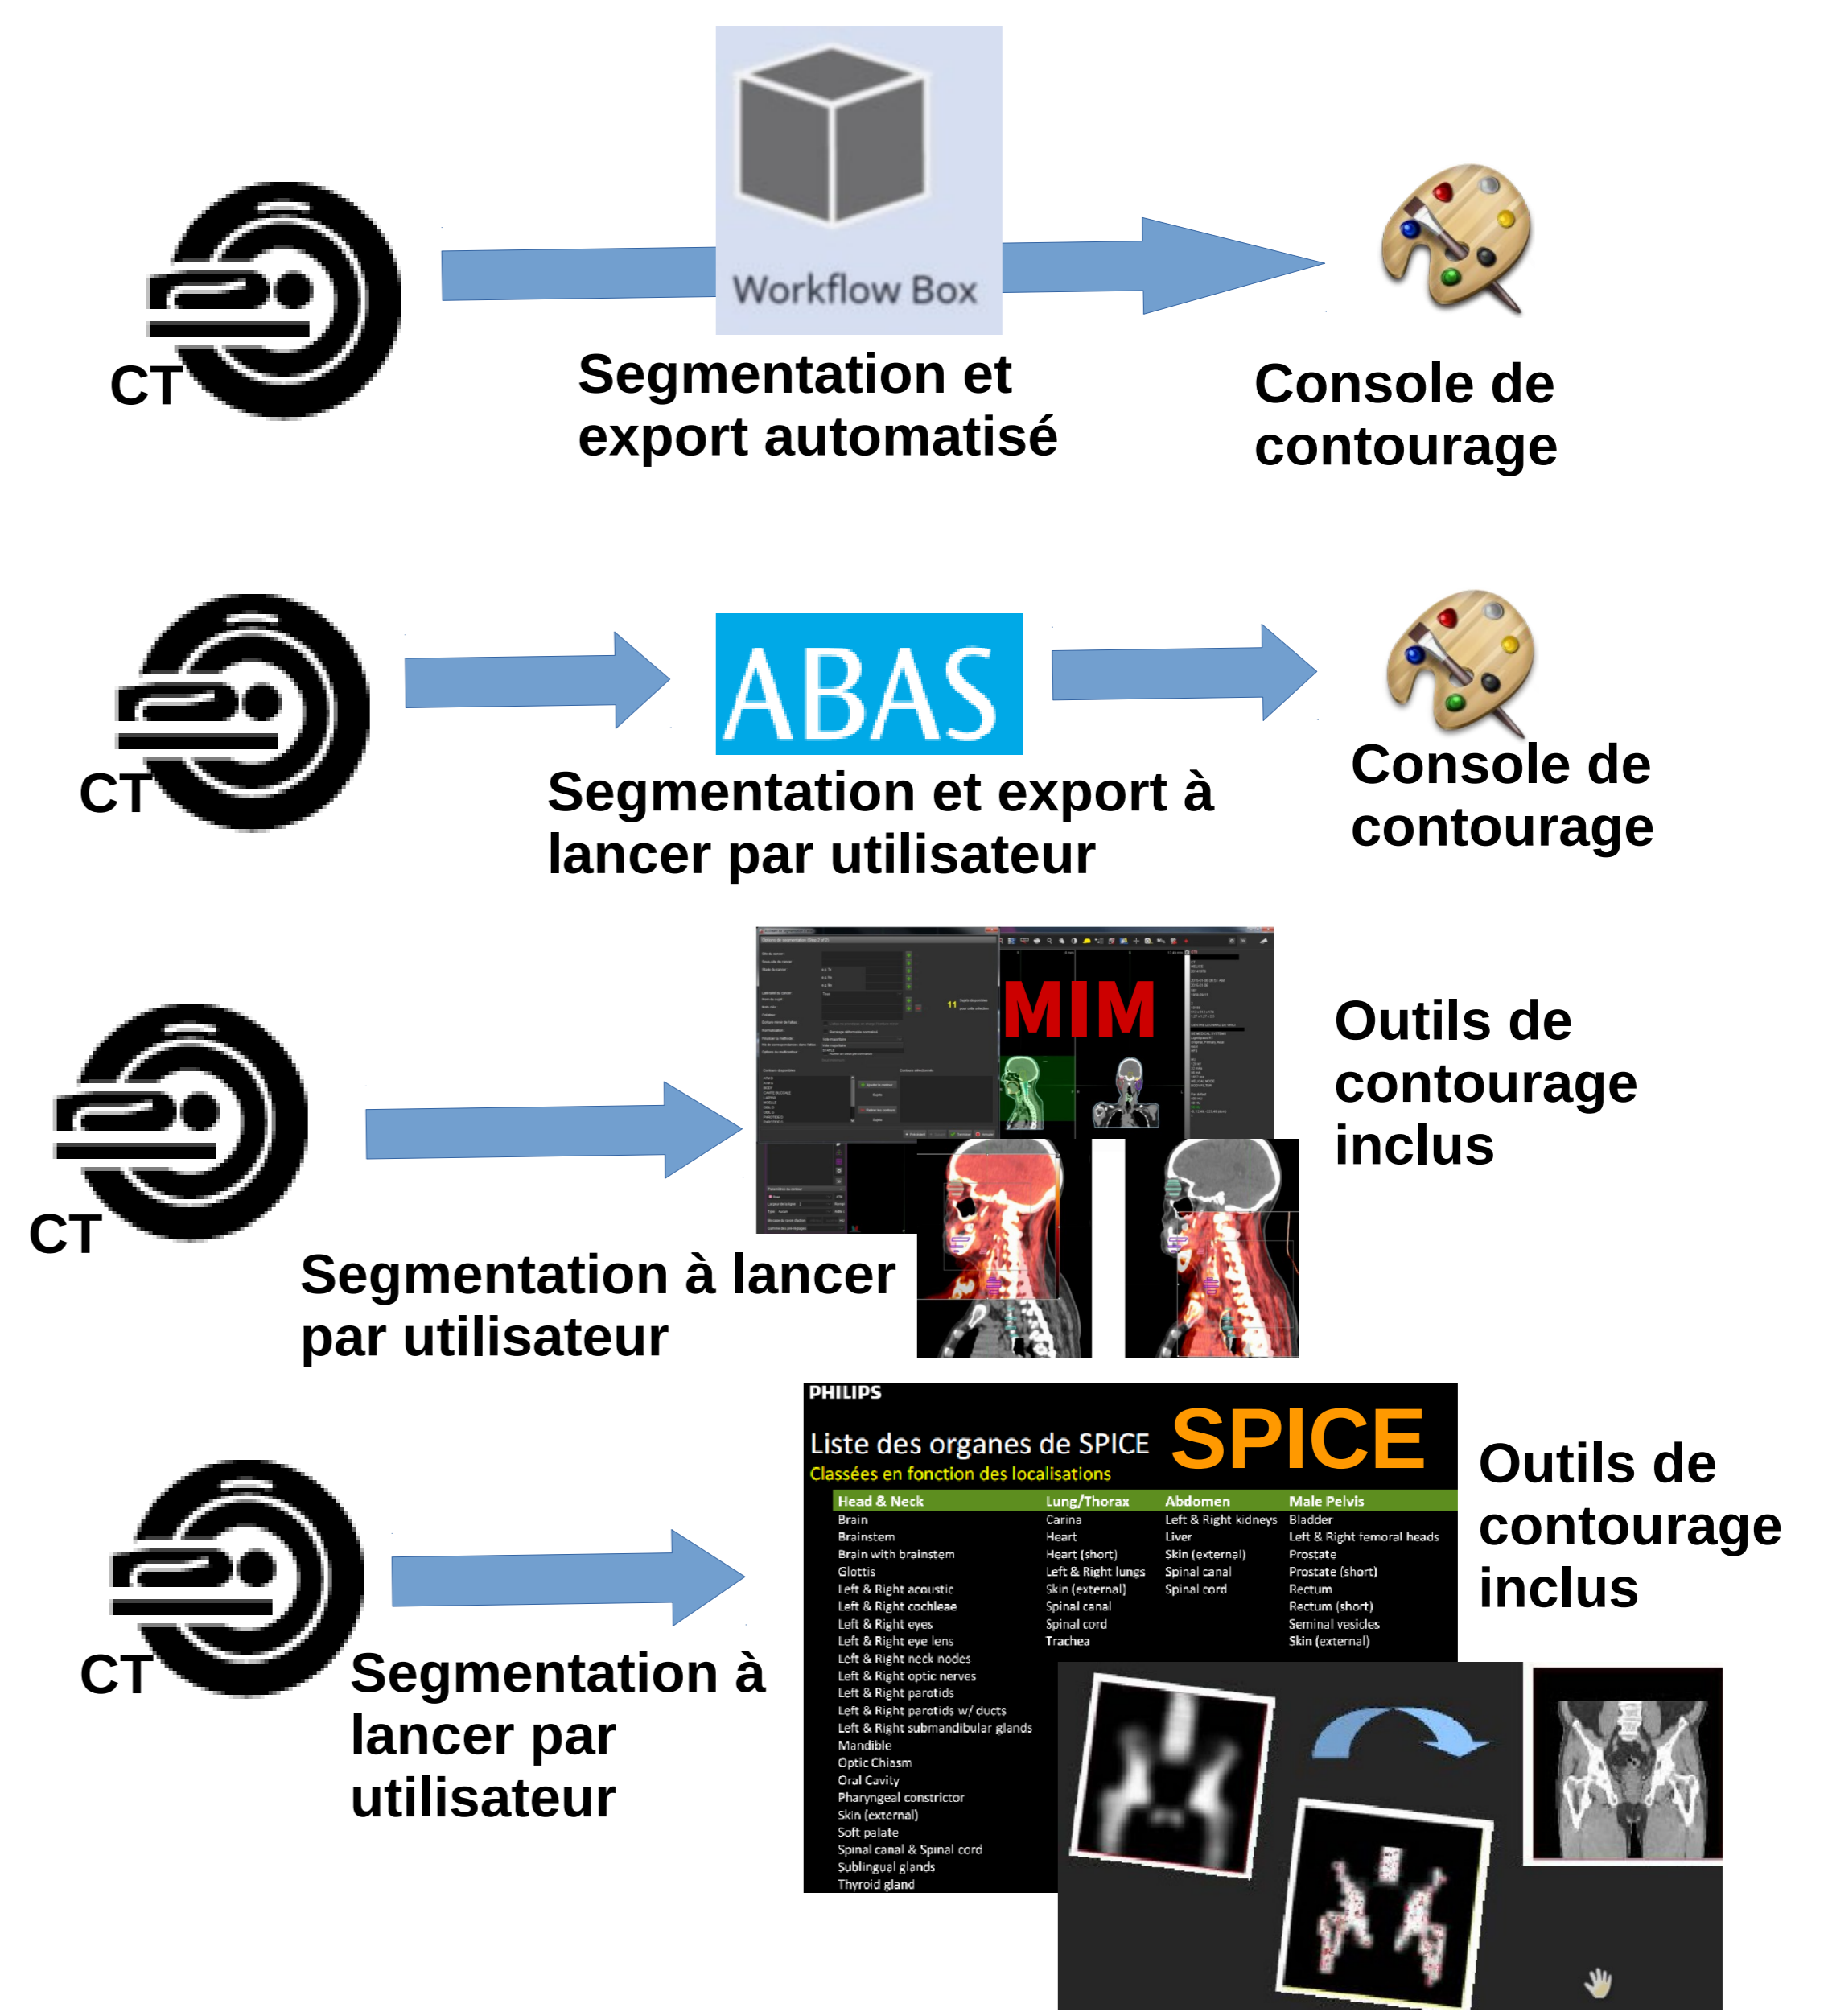 Workflow Box
CT
Segmentation et
export automatisé
Console de
contourage
ABAS
CT
Segmentation et export à
lancer par utilisateur
Console de
contourage
MIM
11
CT
Segmentation à lancer
par utilisateur
Outils de
contourage
inclus
PHILIPS
SPICE
Liste des organes de SPICE
Classées en fonction des localisations
Head & Neck
Brain
Brainstem
Brain with brainstem
Glottis
Left & Right acoustic
Left & Right cochleae
Left & Right eyes
Left & Right eye lens
Left & Right neck nodes
Left & Right optic nerves
Left & Right parotids
Left & Right parotids w/ ducts
Left & Right submandibular glands
Mandible
Optic Chiasm
Oral Cavity
Pharyngeal constrictor
Skin (external)
Soft palate
Spinal canal & Spinal cord
Sublingual glands
Thyroid gland
Lung/Thorax
Carina
Heart
Heart (short)
Left & Right lungs
Skin (external)
Spinal canal
Spinal cord
Trachea
Abdomen
Left & Right kidneys
Liver
Skin (external)
Spinal canal
Spinal cord
Male Pelvis
Bladder
Left & Right femoral heads
Prostate
Prostate (short)
Rectum
Rectum (short)
Seminal vesicles
Skin (external)
CT
Segmentation à
lancer par
utilisateur
Outils de
contourage
inclus